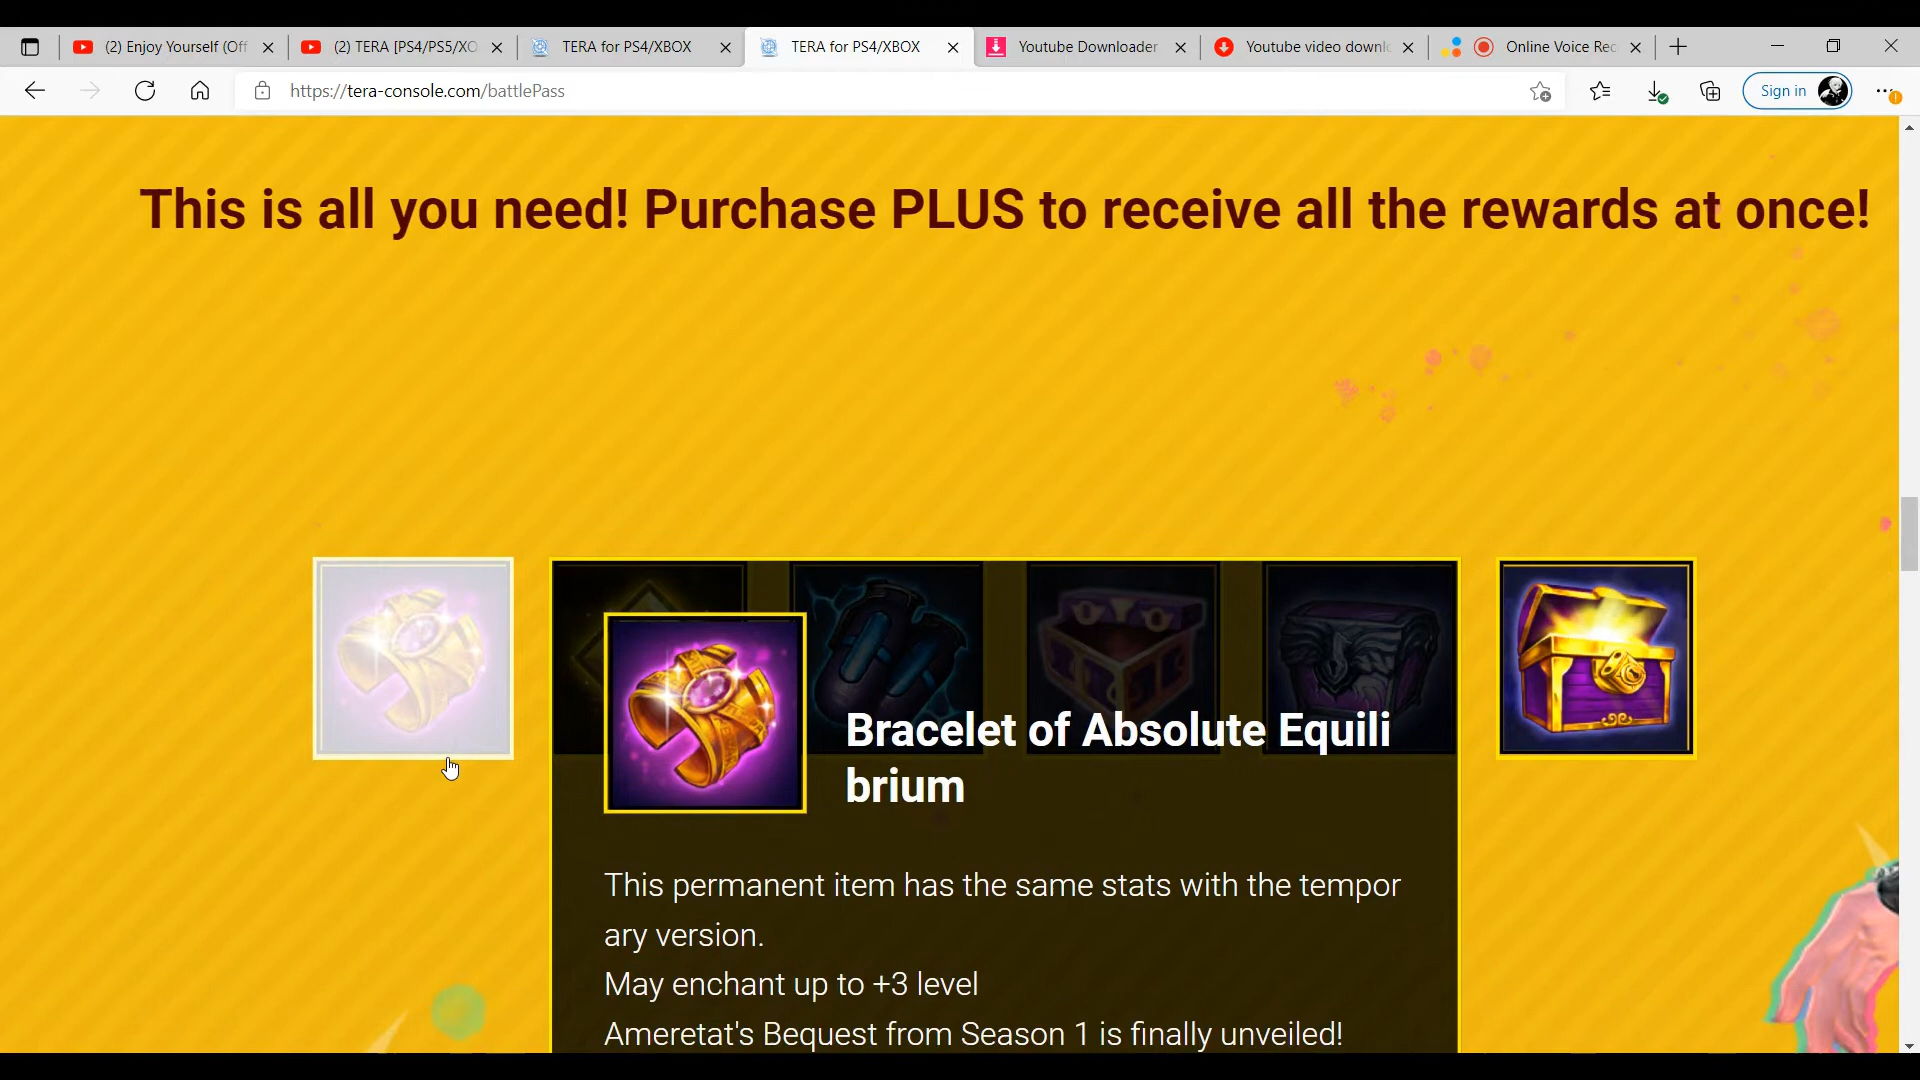 (2) Enjoy Yourself (Off
(2) TERA [PS4/PS5/XO
TERA for PS4/XBOX
TERA for PS4/XBOX
Youtube Downloader
Youtube video downl
Online Voice Rec
https://tera-console.com/battlePass
Sign in
This is all you need! Purchase PLUS to receive all the rewards at once!
Bracelet of Absolute Equili
brium
This permanent item has the same stats with the tempor
ary version.
May enchant up to +3 level
Ameretat's Bequest from Season 1 is finally unveiled!